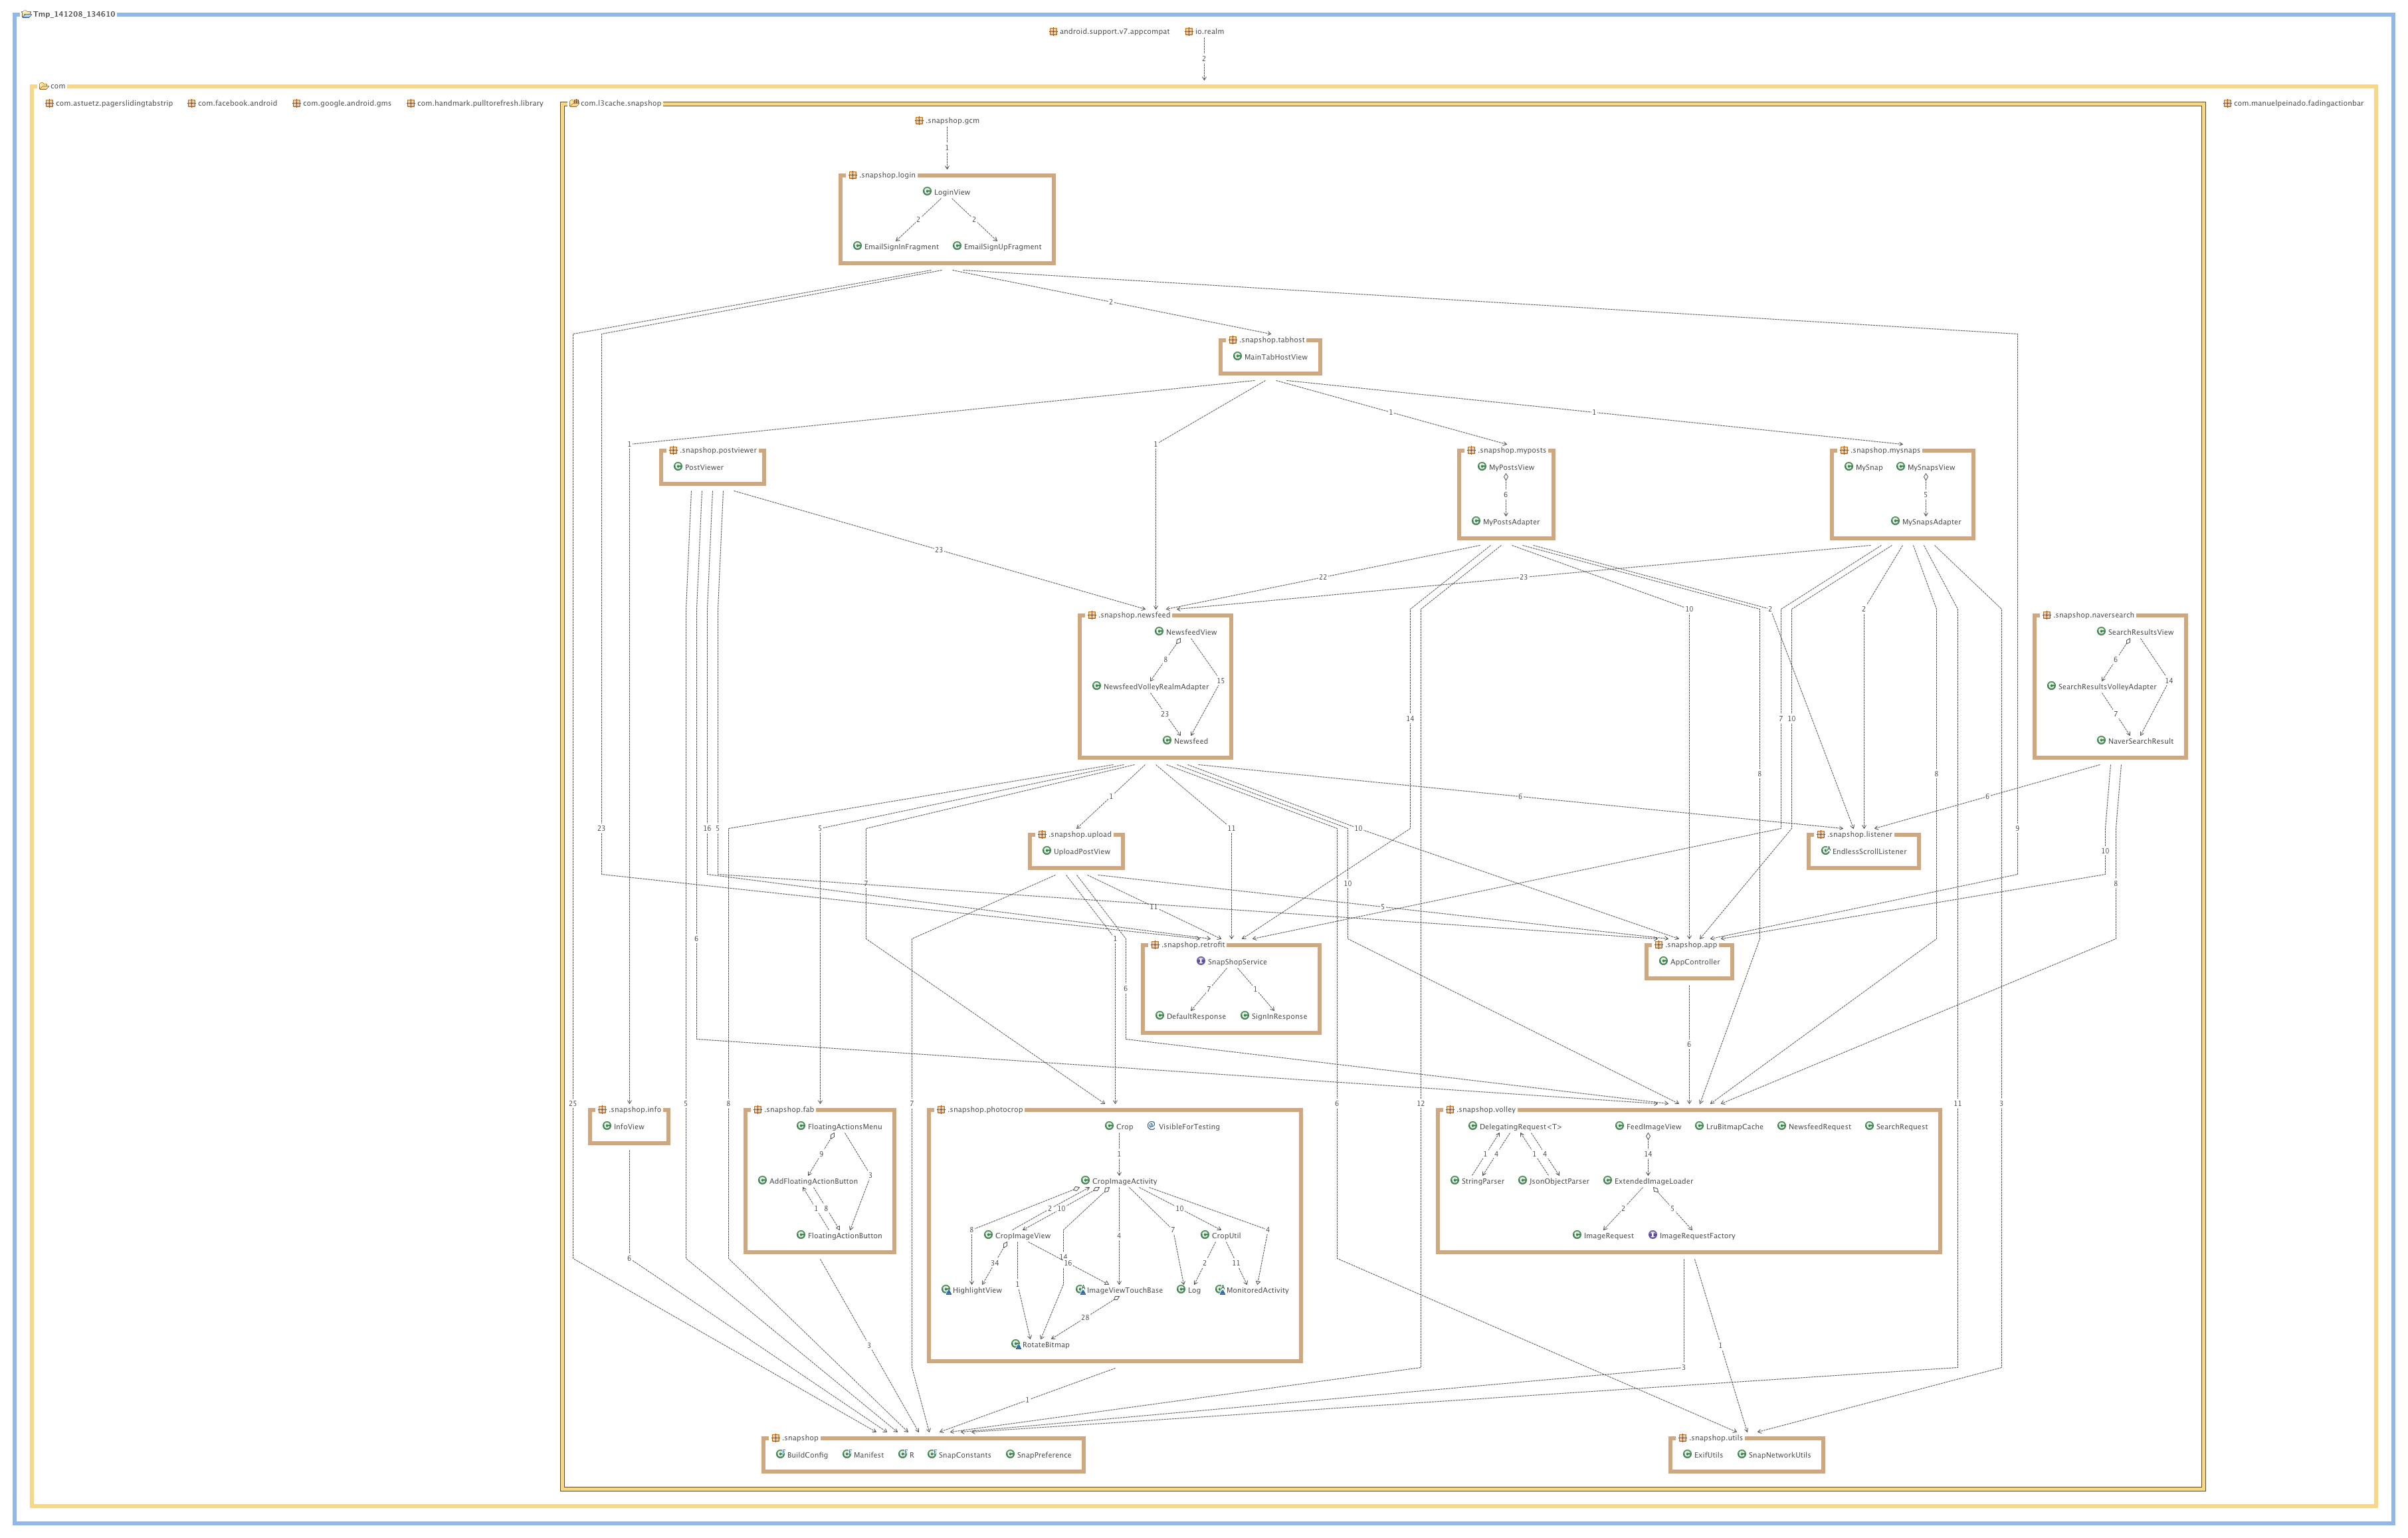 Tmp_141208_134610
android.support.v7.appcompat
io.realm
2
com
com.astuetz.pagerslidingtabstrip
com.facebook.android
com.google.android.gms
com.handmark.pulltorefresh.library
com.l3cache.snapshop
com.manuelpeinado.fadingactionbar
.snapshop.gcm
1
.snapshop.login
LoginView
2
2
EmailSignInFragment
EmailSignUpFragment
2
.snapshop.tabhost
MainTabHostView
1
1
1
1
.snapshop.postviewer
PostViewer
.snapshop.myposts
MyPostsView
6
MyPostsAdapter
.snapshop.mysnaps
MySnap
MySnapsView
5
MySnapsAdapter
23
22
23
10
2
2
.snapshop.newsfeed
NewsfeedView
8
NewsfeedVolleyRealmAdapter
15
23
Newsfeed
.snapshop.naversearch
SearchResultsView
6
SearchResultsVolleyAdapter
14
7
NaverSearchResult
14
7
10
8
8
1
6
6
23
16
5
5
11
10
9
.snapshop.upload
UploadPostView
.snapshop.listener
EndlessScrollListener
10
7
10
8
11
5
6
1
.snapshop.retrofit
SnapShopService
7
1
DefaultResponse
SignInResponse
.snapshop.app
AppController
6
6
25
5
8
7
6
12
11
3
.snapshop.info
InfoView
.snapshop.fab
FloatingActionsMenu
9
3
AddFloatingActionButton
1
8
FloatingActionButton
.snapshop.photocrop
Crop
VisibleForTesting
1
CropImageActivity
8
2
10
4
7
10
4
CropImageView
CropUtil
34
14
16
2
11
1
HighlightView
ImageViewTouchBase
Log
MonitoredActivity
28
RotateBitmap
.snapshop.volley
DelegatingRequest<T>
FeedImageView
LruBitmapCache
NewsfeedRequest
SearchRequest
1
4
1
4
14
StringParser
JsonObjectParser
ExtendedImageLoader
2
5
ImageRequest
ImageRequestFactory
6
3
1
3
1
.snapshop
BuildConfig
Manifest
R
SnapConstants
SnapPreference
.snapshop.utils
ExifUtils
SnapNetworkUtils